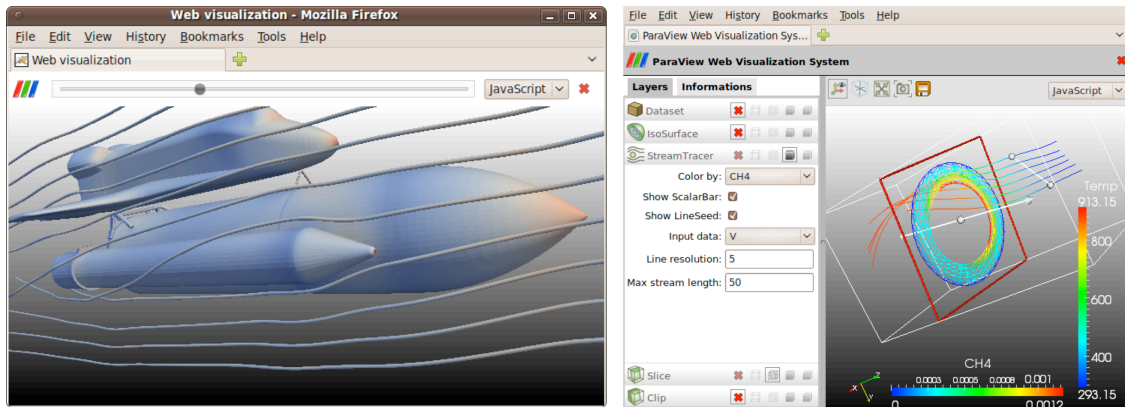 Web visualization - Mozilla Firefox
File Edit View History Bookmarks Tools Help
Web visualization
JavaScript
File Edit View History Bookmarks Tools Help
ParaView Web Visualization Sys...
ParaView Web Visualization System
Layers Informations
JavaScript
Dataset
IsoSurface
StreamTracer
Color by: CH4
Show ScalarBar:
Show LineSeed:
Input data: V
Line resolution: 5
Max stream length: 50
Slice
Clip
Temp
913.15
800
600
400
293.15
CH4
0.0003 0.0005 0.0008 0.001
0 0.0012
X Z Y